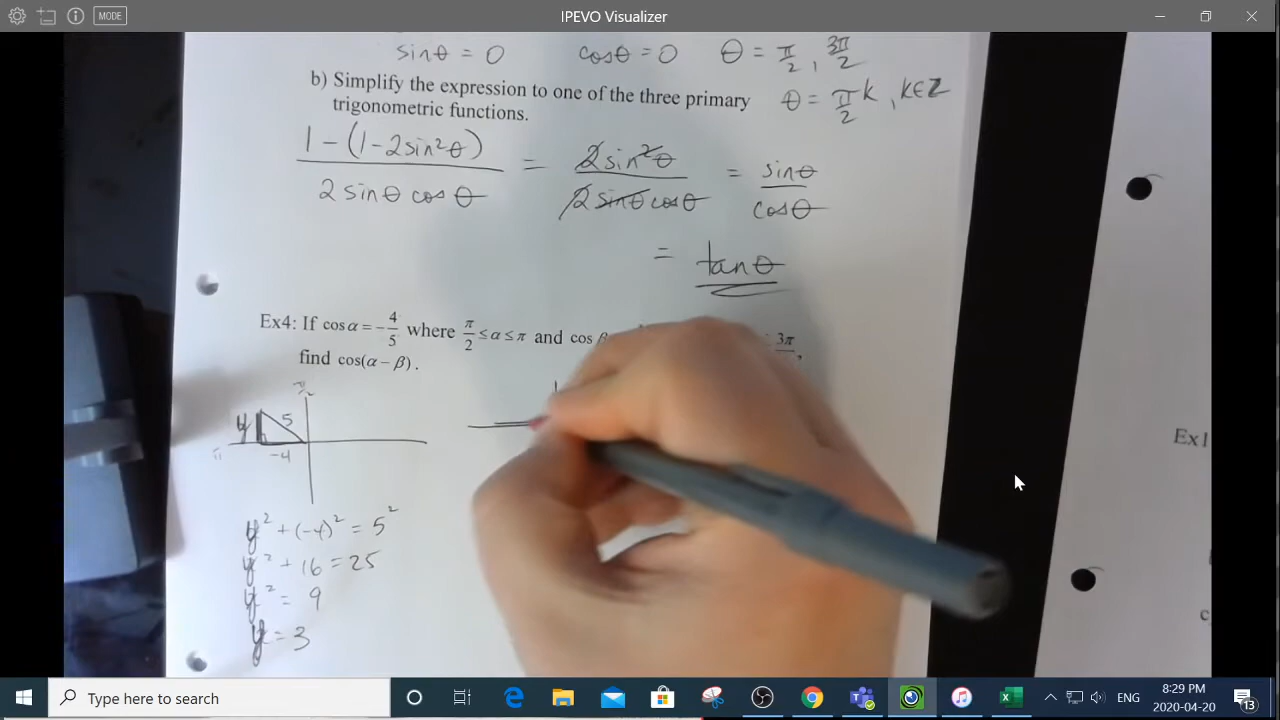 IPEVO Visualizer
MODE
sinθ = 0 cosθ = 0 θ = π/2, 3π/2
b) Simplify the expression to one of the three primary
trigonometric functions.
θ = π/2 k, k∈Z
1 - (1-2sin²θ) / 2 sinθ cosθ = 2sin²θ / 2 sinθ cosθ = sinθ / cosθ
= tanθ
Ex4: If cos α = -4/5 where π/2 ≤ α ≤ π and cos β 3π
find cos(α - β).
π/2
y 5
π -4
y² + (-4)² = 5²
y² + 16 = 25
y² = 9
y = 3
Ex1
c
Type here to search
ENG
8:29 PM
2020-04-20
13